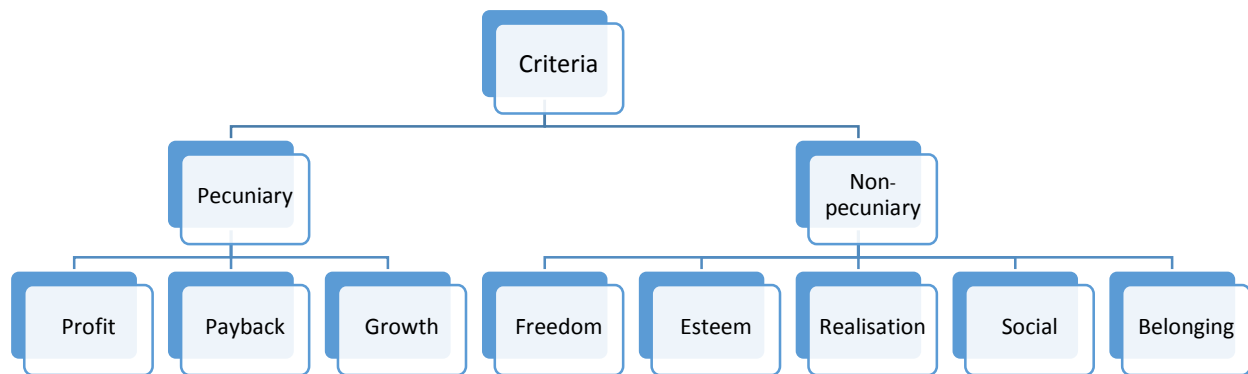 Criteria
Pecuniary
Non-
pecuniary
Profit
Payback
Growth
Freedom
Esteem
Realisation
Social
Belonging